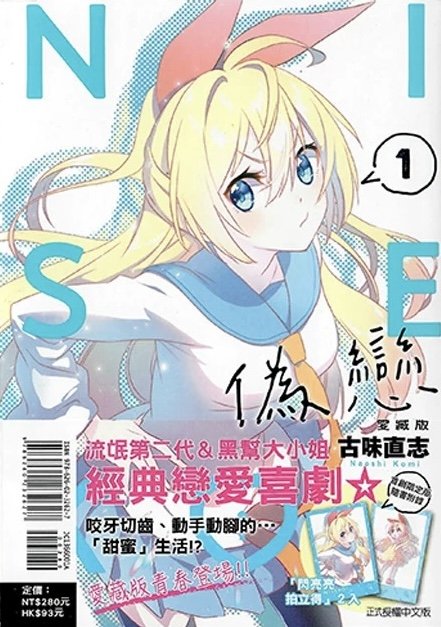 NI
SE
1
偽戀
愛藏版
流氓第二代&黑幫大小姐
古味直志
Naoshi Komi
經典戀愛喜劇☆
首刷限定版
隨書附錄
咬牙切齒、動手動腳的…
「甜蜜」生活!?
愛藏版青春登場!!
「閃亮亮
拍立得」2入
定價:
NT$280元
HK$93元
正式授權中文版